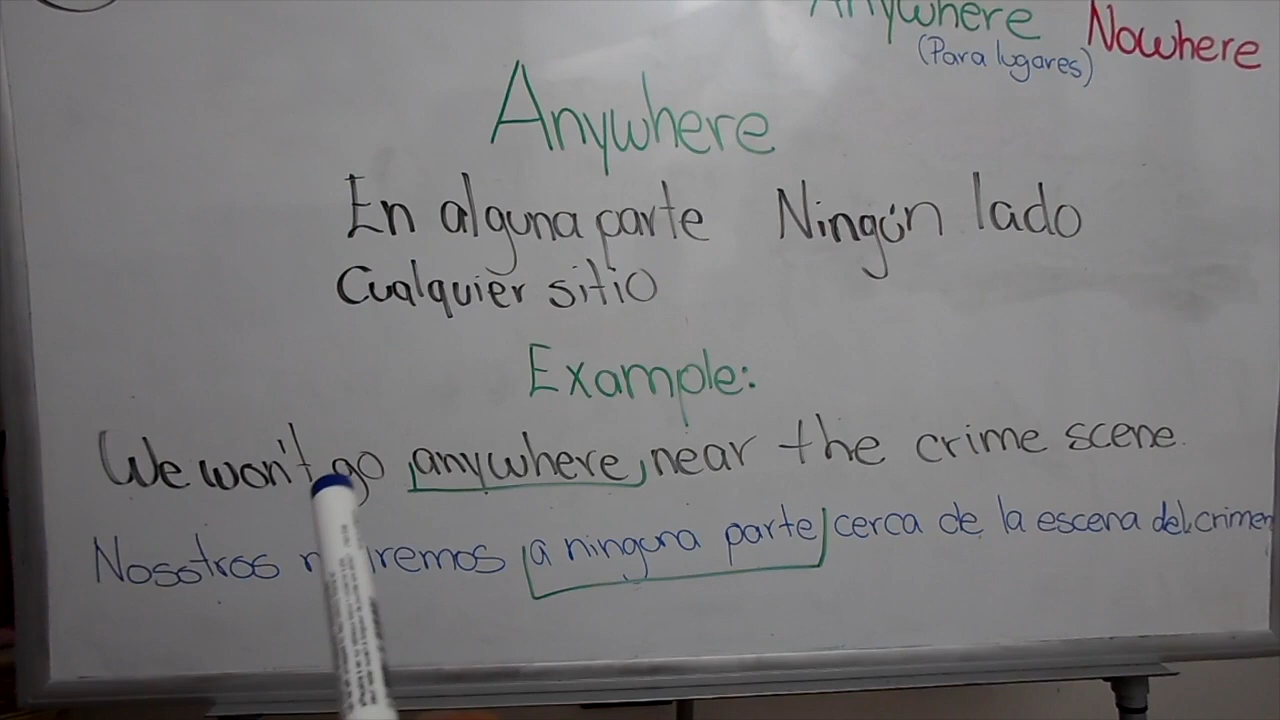 Anywhere Nowhere
(Para lugares)
Anywhere
En alguna parte Ningún lado
Cualquier sitio
Example:
We won't go anywhere near the crime scene.
Nosotros iremos a ninguna parte cerca de la escena del crimen